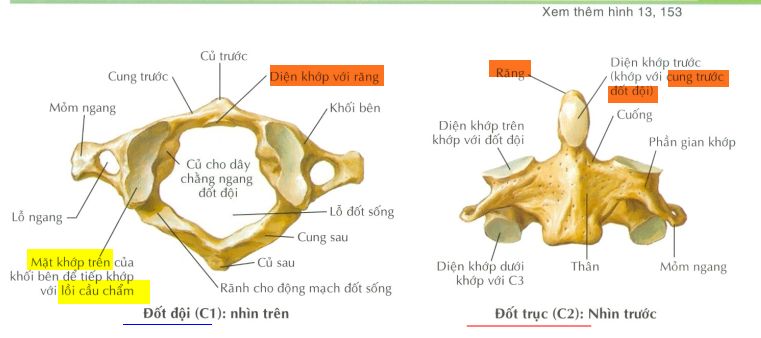 Xem thêm hình 13, 153
Củ trước
Cung trước
Diện khớp với răng
Mỏm ngang
Khối bên
Củ cho dây
chằng ngang
đốt đội
Lỗ ngang
Lỗ đốt sống
Cung sau
Mặt khớp trên của
khối bên để tiếp khớp
với lồi cầu chẩm
Củ sau
Rãnh cho động mạch đốt sống
Đốt đội (C1): nhìn trên
Răng
Diện khớp trước
(khớp với cung trước
đốt đội)
Cuống
Diện khớp trên
khớp với đốt đội
Phần gian khớp
Diện khớp dưới
khớp với C3
Thân
Mỏm ngang
Đốt trục (C2): Nhìn trước